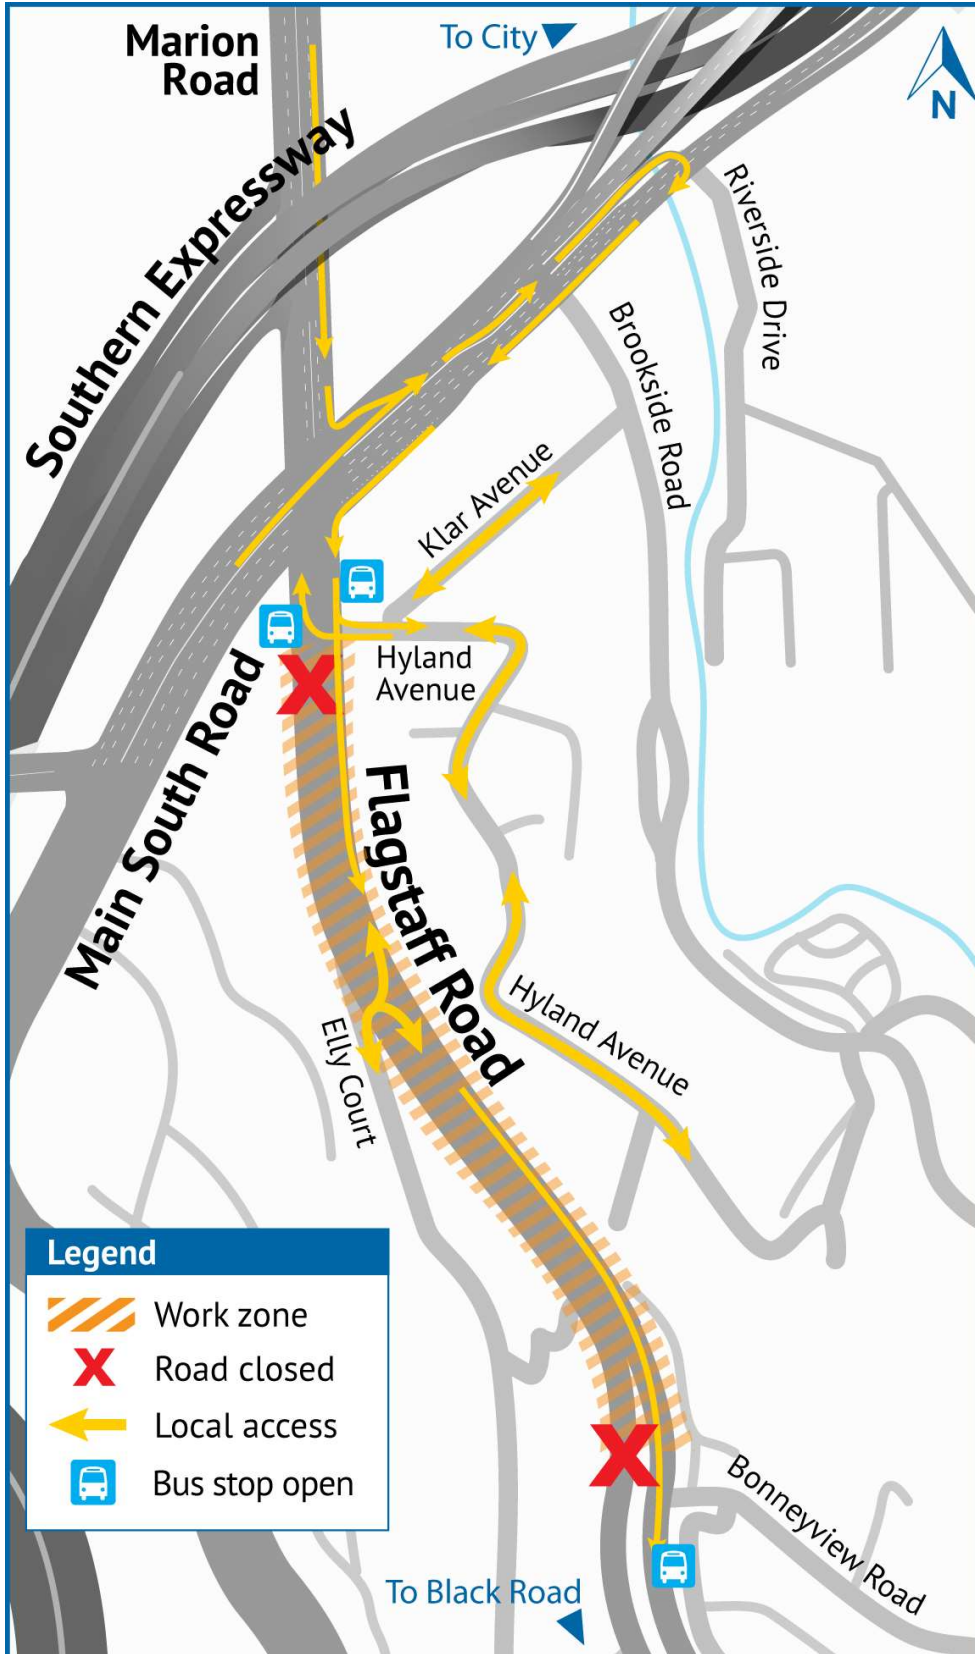 Marion
Road
To City
N
Southern Expressway
Riverside Drive
Brookside Road
Klar Avenue
Hyland
Avenue
Main South Road
Flagstaff Road
Hyland Avenue
Elly Court
Legend
Work zone
Road closed
Local access
Bus stop open
Bonneyview Road
To Black Road